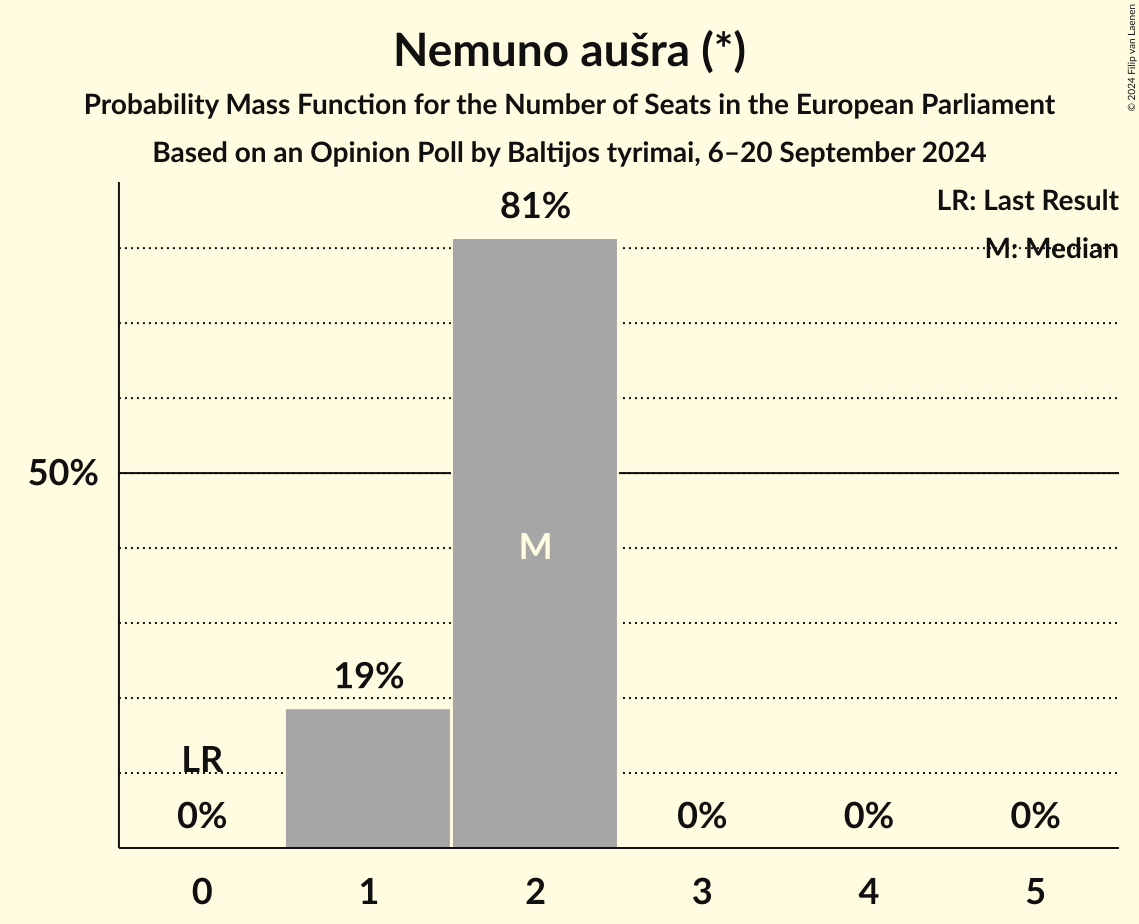 Nemuno aušra (*)
Probability Mass Function for the Number of Seats in the European Parliament
Based on an Opinion Poll by Baltijos tyrimai, 6–20 September 2024
© 2024 Filip van Laenen
LR: Last Result
M: Median
81%
50%
M
19%
LR
0%
0%
0%
0%
0
1
2
3
4
5